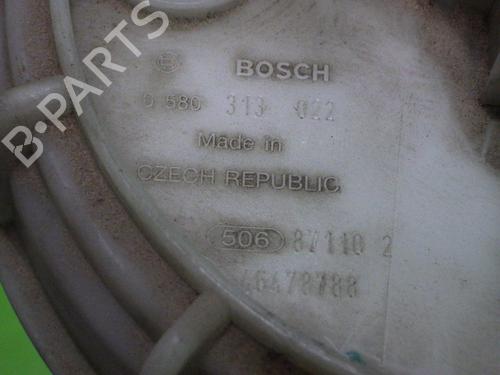 B-PARTS
BOSCH
0 580 313 022
Made in
CZECH REPUBLIC
506 87110 2
46478788